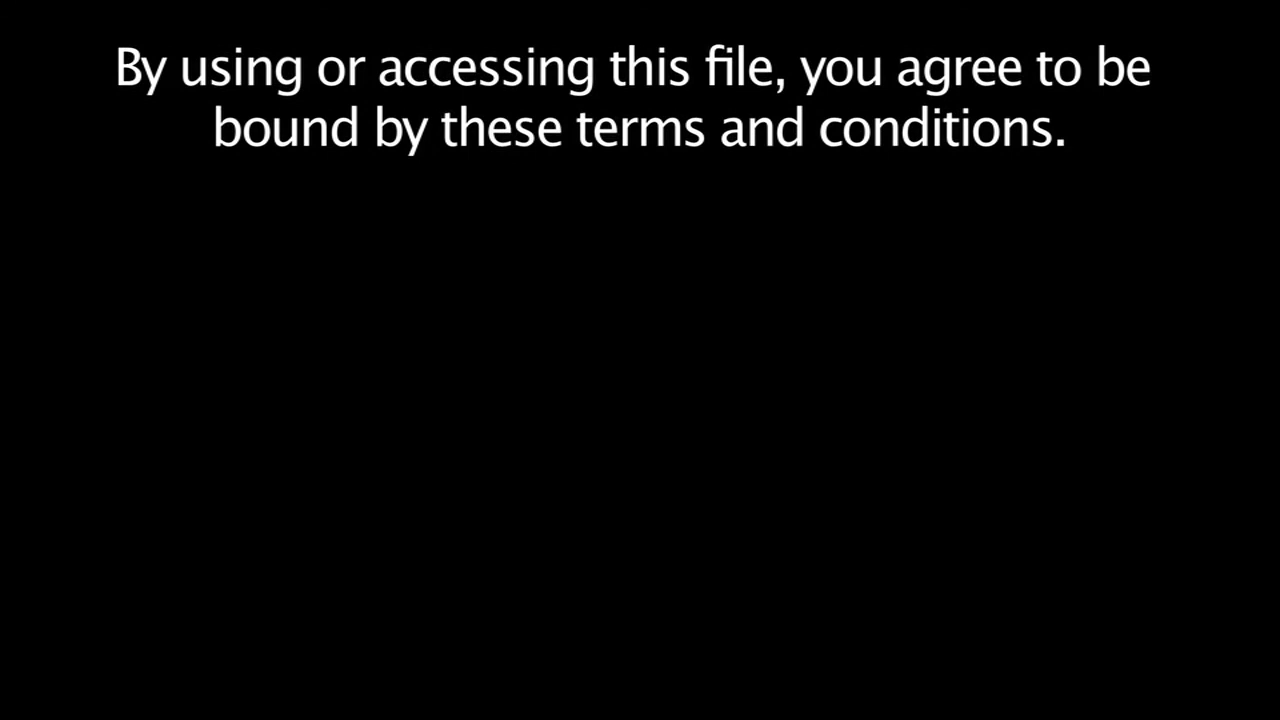 By using or accessing this file, you agree to be
bound by these terms and conditions.